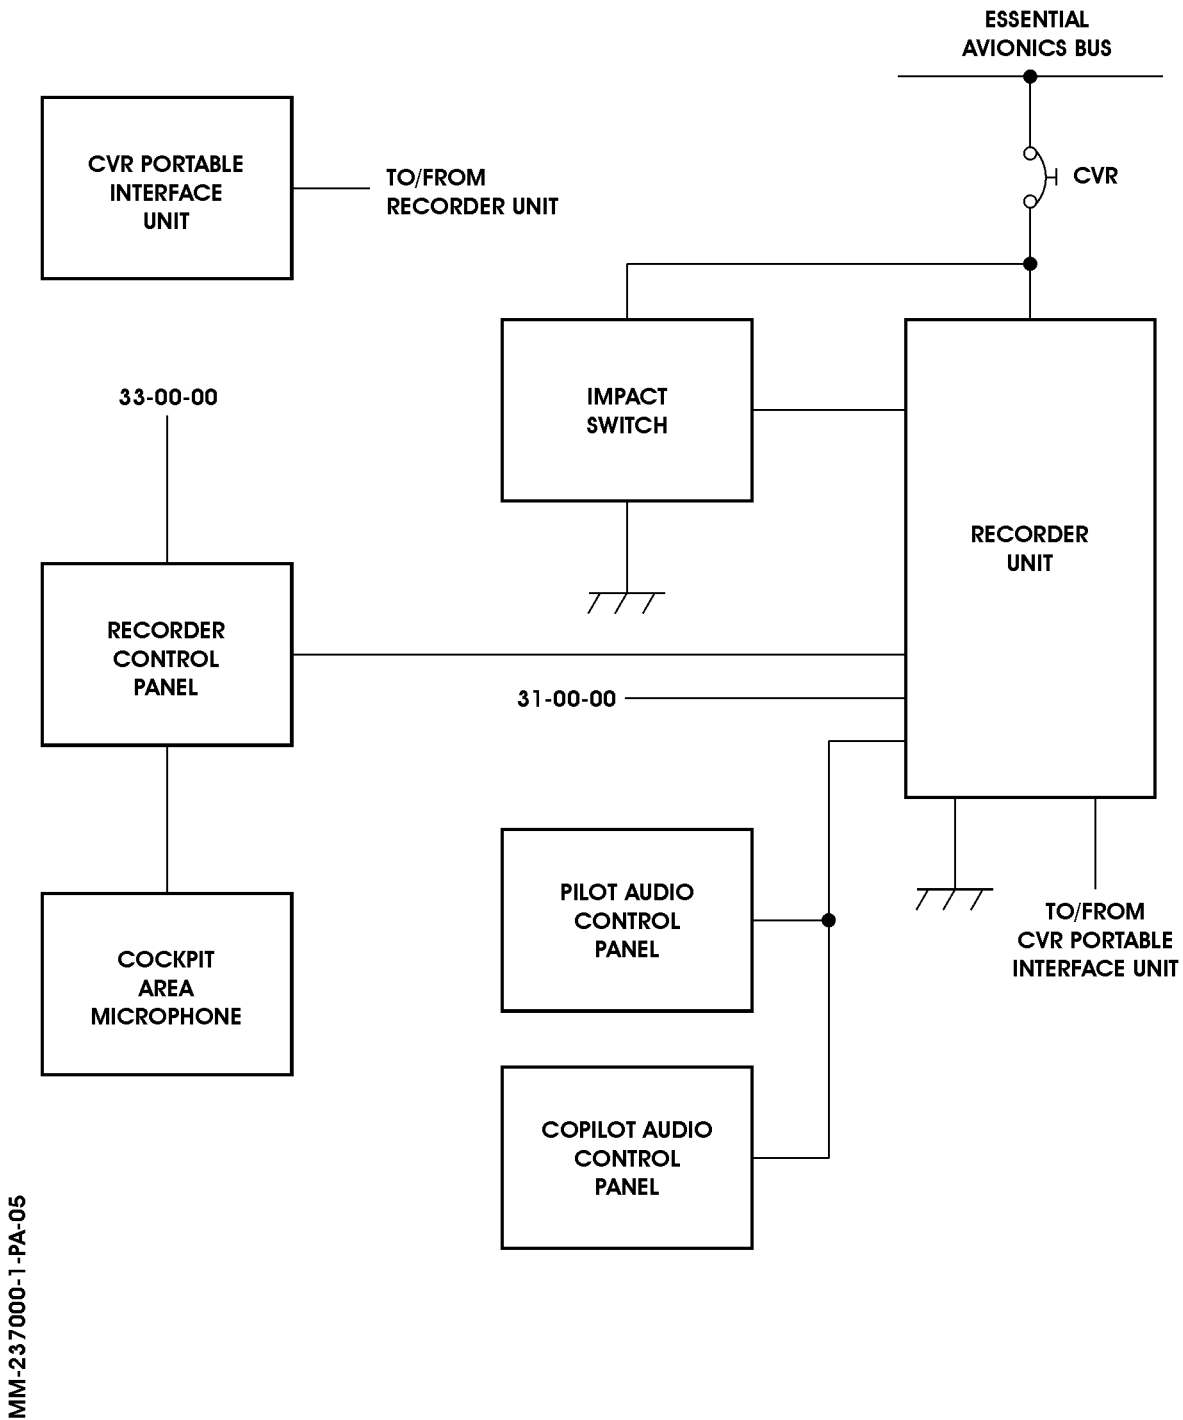 ESSENTIAL
AVIONICS BUS
CVR PORTABLE
INTERFACE
UNIT
TO/FROM
RECORDER UNIT
CVR
33-00-00
IMPACT
SWITCH
RECORDER
UNIT
RECORDER
CONTROL
PANEL
31-00-00
PILOT AUDIO
CONTROL
PANEL
TO/FROM
CVR PORTABLE
INTERFACE UNIT
COCKPIT
AREA
MICROPHONE
COPILOT AUDIO
CONTROL
PANEL
MM-237000-1-PA-05